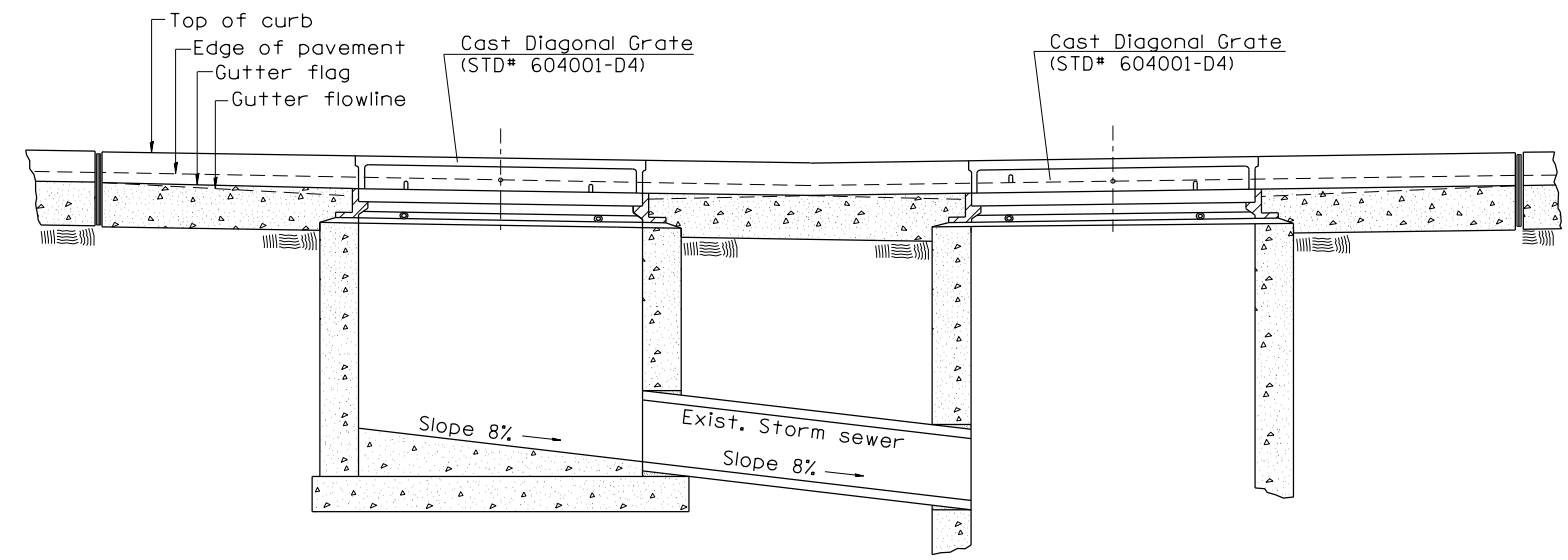 Top of curb
Edge of pavement
Gutter flag
Gutter flowline
Cast Diagonal Grate
(STD# 604001-D4)
Cast Diagonal Grate
(STD# 604001-D4)
Slope 8%
Exist. Storm sewer
Slope 8%